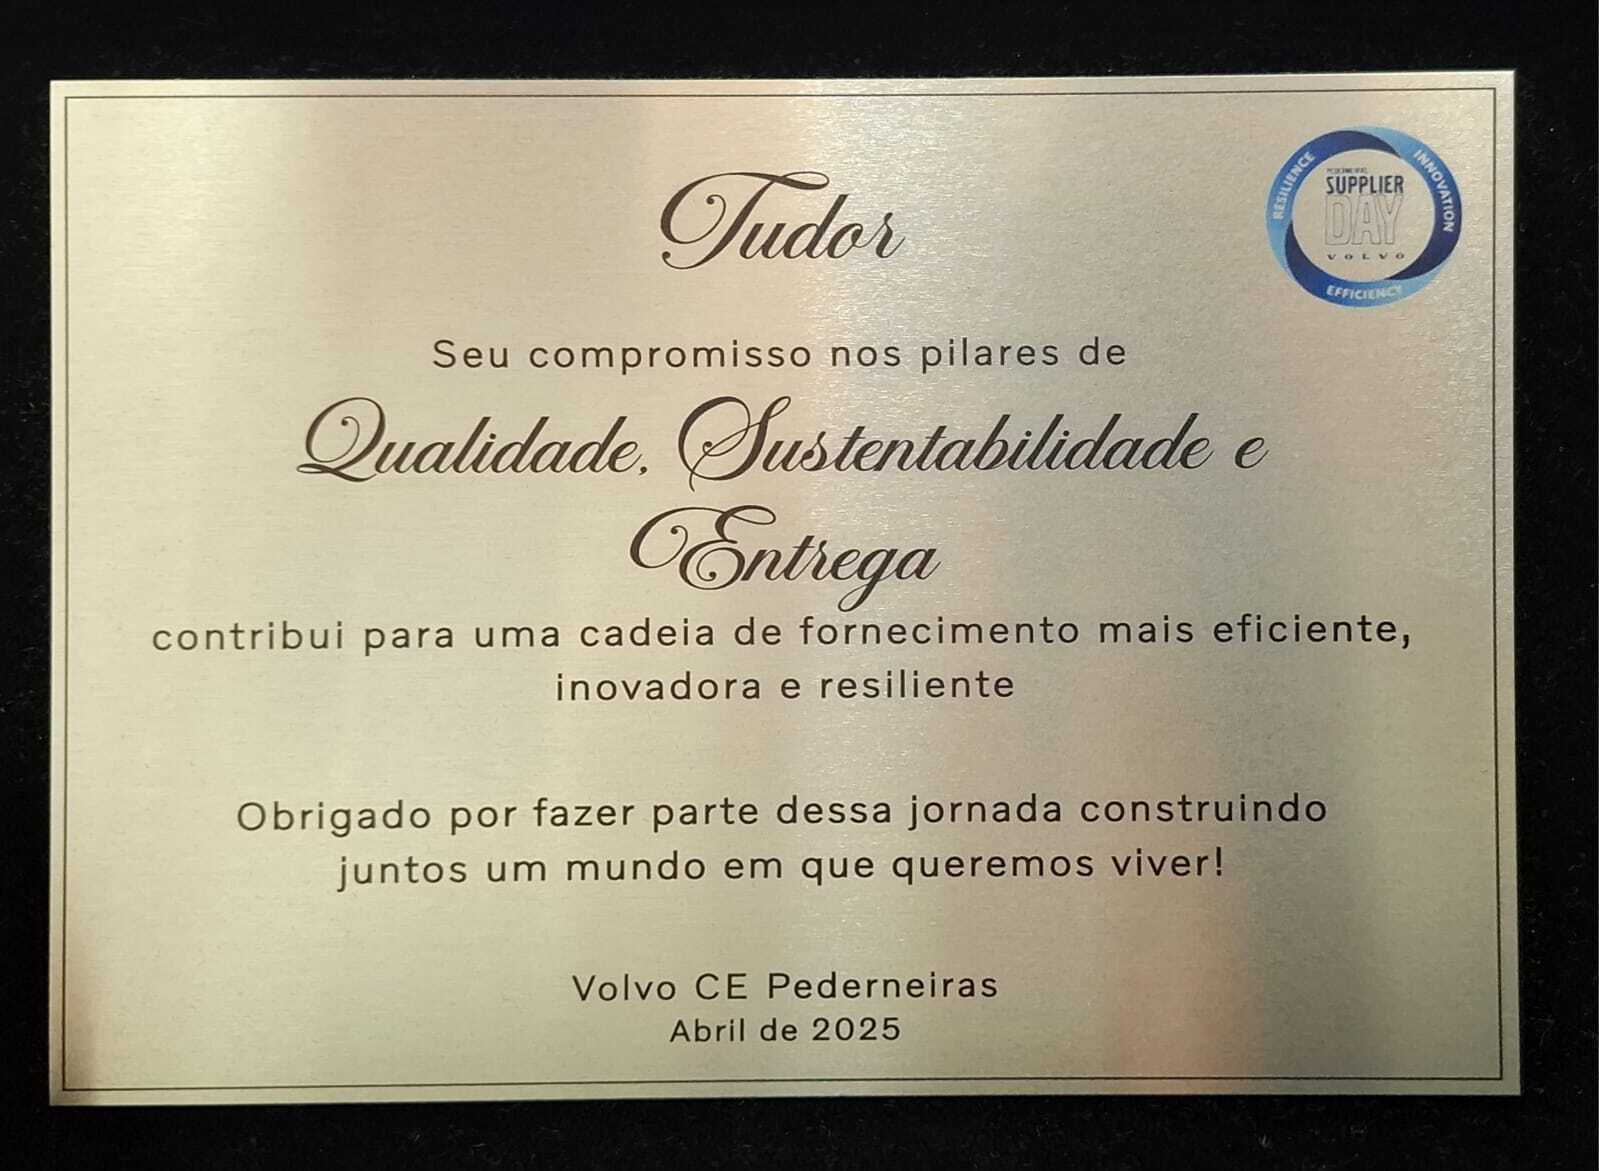 Tudor
RESILIENCE
INNOVATION
PEDERNEIRAS
SUPPLIER
DAY
VOLVO
EFFICIENCY
Seu compromisso nos pilares de
Qualidade, Sustentabilidade e
Entrega
contribui para uma cadeia de fornecimento mais eficiente,
inovadora e resiliente
Obrigado por fazer parte dessa jornada construindo
juntos um mundo em que queremos viver!
Volvo CE Pederneiras
Abril de 2025